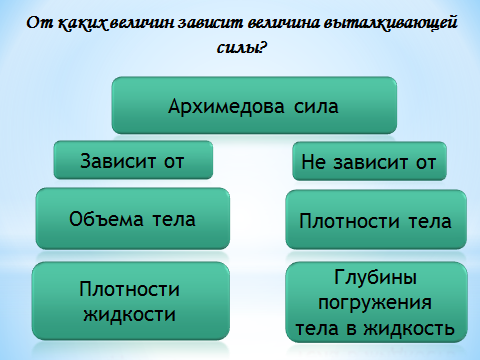 От каких величин зависит величина выталкивающей
силы?
Архимедова сила
Зависит от
Не зависит от
Объема тела
Плотности тела
Плотности
жидкости
Глубины
погружения
тела в жидкость